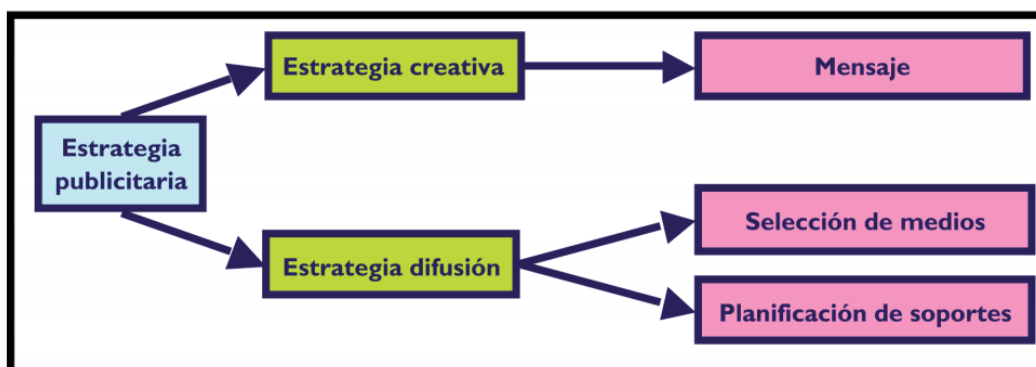 Estrategia creativa
Mensaje
Estrategia
publicitaria
Selección de medios
Estrategia difusión
Planificación de soportes